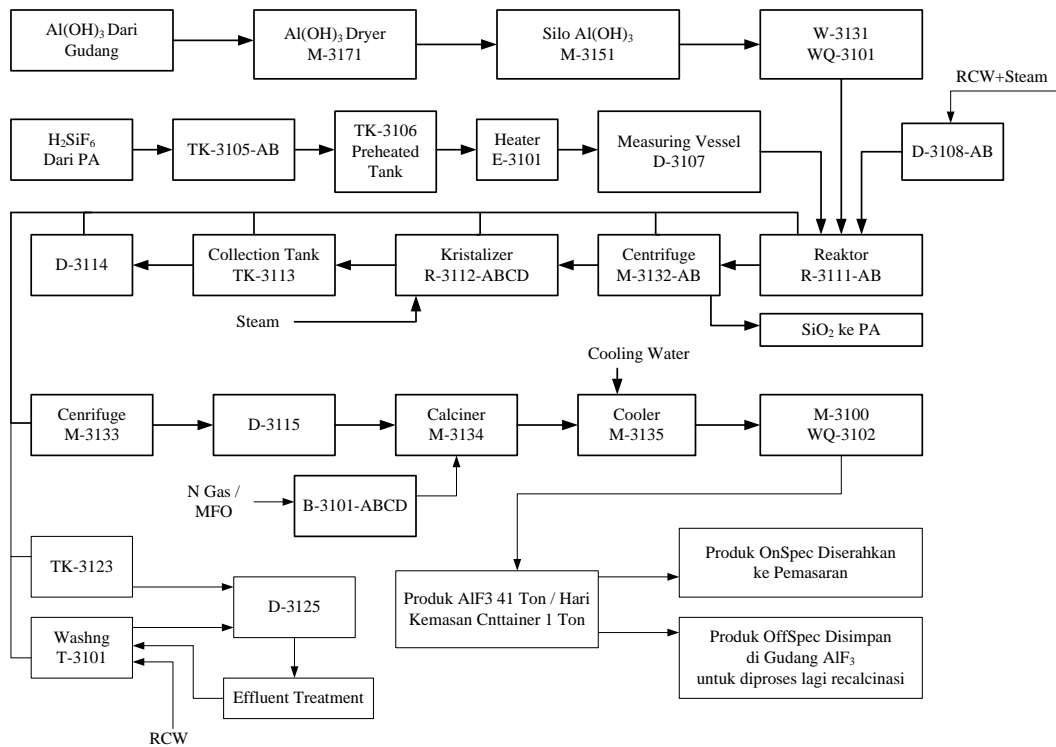 Al(OH)₃ Dari
Gudang
Al(OH)₃ Dryer
M-3171
Silo Al(OH)₃
M-3151
W-3131
WQ-3101
RCW+Steam
H₂SiF₆
Dari PA
TK-3105-AB
TK-3106
Preheated
Tank
Heater
E-3101
Measuring Vessel
D-3107
D-3108-AB
D-3114
Collection Tank
TK-3113
Kristalizer
R-3112-ABCD
Centrifuge
M-3132-AB
Reaktor
R-3111-AB
Steam
SiO₂ ke PA
Cooling Water
Cenrifuge
M-3133
D-3115
Calciner
M-3134
Cooler
M-3135
M-3100
WQ-3102
N Gas /
MFO
B-3101-ABCD
TK-3123
D-3125
Washng
T-3101
Effluent Treatment
RCW
Produk AlF3 41 Ton / Hari
Kemasan Cnttainer 1 Ton
Produk OnSpec Diserahkan
ke Pemasaran
Produk OffSpec Disimpan
di Gudang AlF₃
untuk diproses lagi recalcinasi